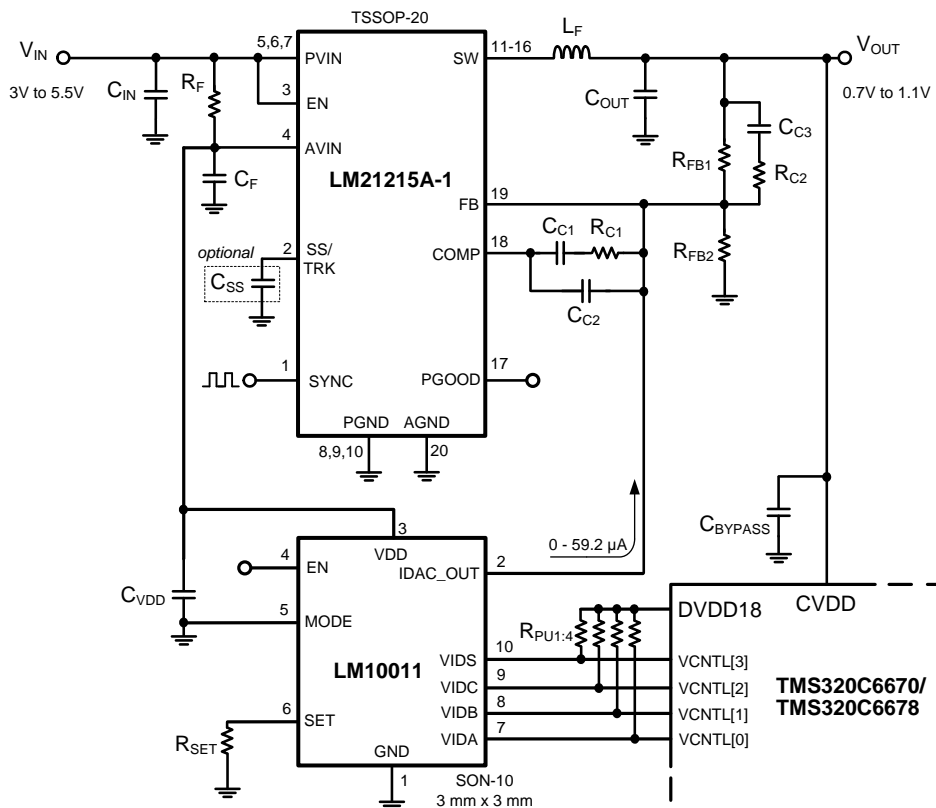 TSSOP-20
V_IN
3V to 5.5V
C_IN
R_F
C_F
5,6,7
PVIN
3
EN
4
AVIN
LM21215A-1
optional
C_SS
2
SS/
TRK
1
SYNC
PGND
8,9,10
AGND
20
SW
11-16
L_F
FB
19
COMP
18
C_C1
R_C1
C_C2
PGOOD
17
C_OUT
R_FB1
C_C3
R_C2
R_FB2
V_OUT
0.7V to 1.1V
C_BYPASS
0 - 59.2 µA
C_VDD
3
VDD
4
EN
IDAC_OUT
2
5
MODE
LM10011
6
SET
R_SET
GND
1
VIDS
10
VIDC
9
VIDB
8
VIDA
7
SON-10
3 mm x 3 mm
R_PU1:4
DVDD18
CVDD
VCNTL[3]
VCNTL[2]
VCNTL[1]
VCNTL[0]
TMS320C6670/
TMS320C6678